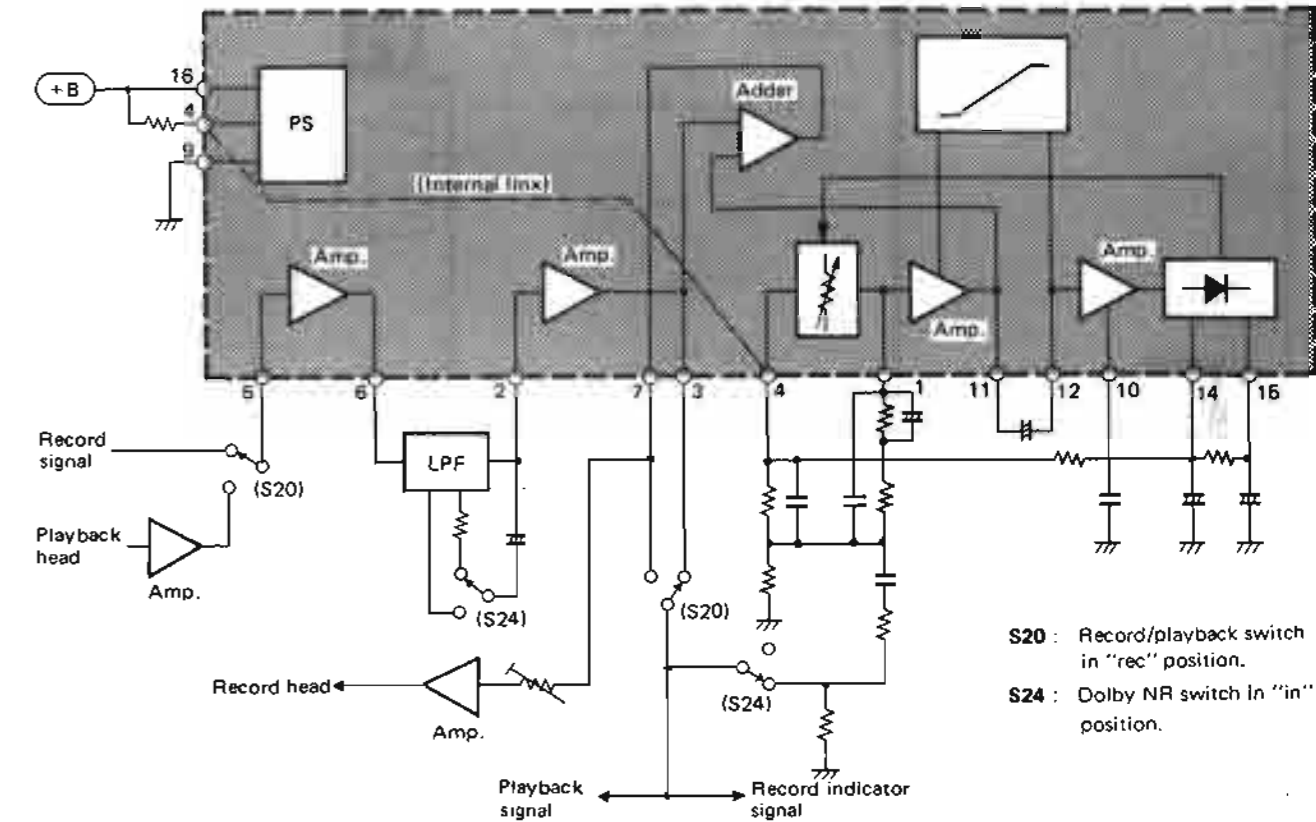 +B
16
4
9
PS
Adder
(Internal linx)
Amp.
Amp.
Amp.
Amp.
5
6
2
7
3
4
1
11
12
10
14
15
Record
signal
(S20)
LPF
Playback
head
Amp.
(S24)
(S20)
Record head
Amp.
(S24)
S20 : Record/playback switch
in "rec" position.
S24 : Dolby NR switch in "in"
position.
Playback
signal
Record indicator
signal